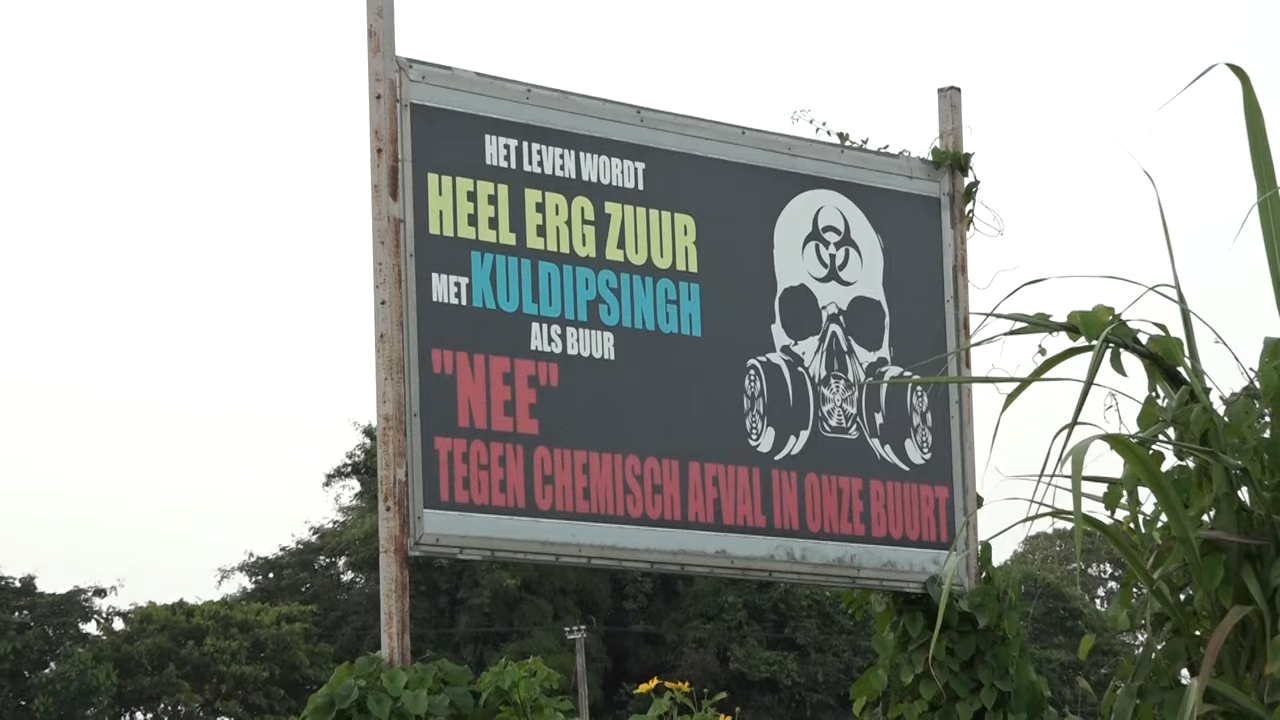 HET LEVEN WORDT
HEEL ERG ZUUR
MET KULDIPSINGH
ALS BUUR
"NEE"
TEGEN CHEMISCH AFVAL IN ONZE BUURT